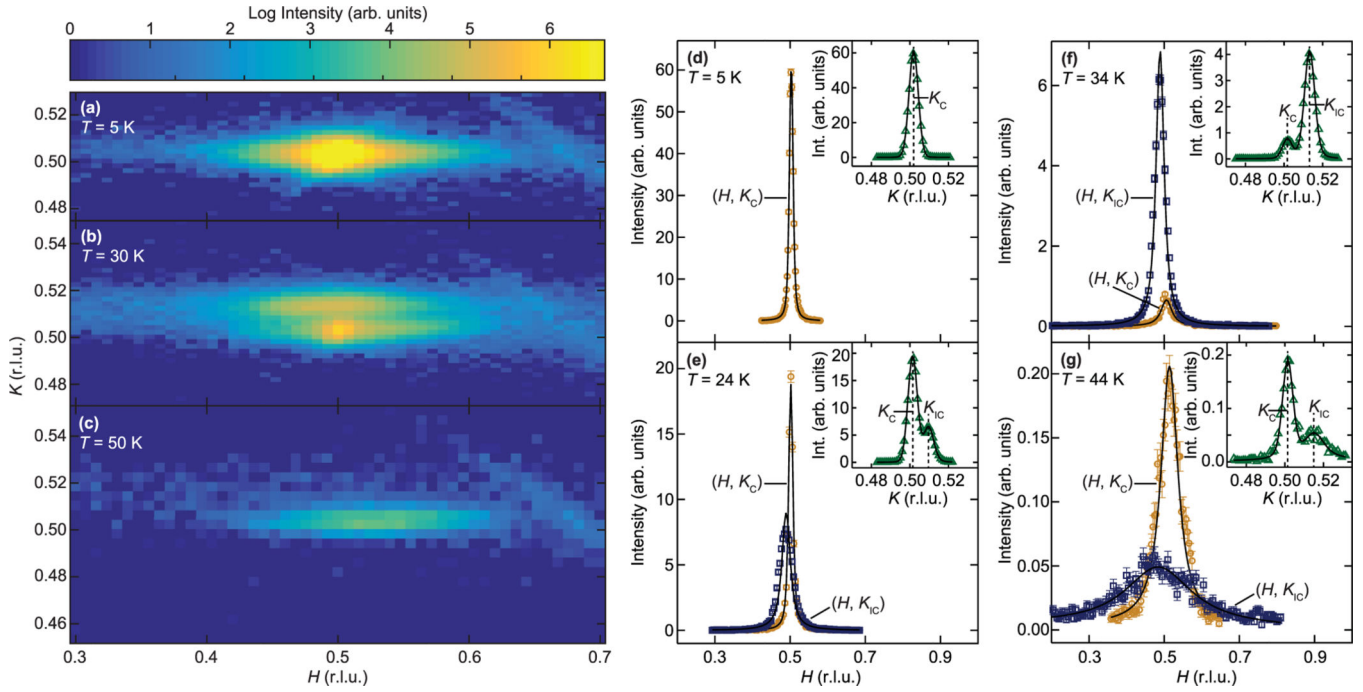 Log Intensity (arb. units)
0 1 2 3 4 5 6
(a)
T = 5 K
0.52
0.50
0.48
(b)
T = 30 K
0.54
0.52
0.50
0.48
(c)
T = 50 K
0.54
0.52
0.50
0.48
0.46
K (r.l.u.)
0.3 0.4 0.5 0.6 0.7
H (r.l.u.)
(d)
T = 5 K
60
50
40
30
20
10
0
Intensity (arb. units)
(H, KC)
60
50
40
30
20
10
0
Int. (arb. units)
KC
0.48 0.50 0.52
K (r.l.u.)
(e)
T = 24 K
20
15
10
5
0
Intensity (arb. units)
(H, KC)
(H, KIC)
20
15
10
5
0
Int. (arb. units)
KC
KIC
0.48 0.50 0.52
K (r.l.u.)
0.3 0.5 0.7 0.9
H (r.l.u.)
(f)
T = 34 K
6
4
2
0
Intensity (arb. units)
(H, KIC)
(H, KC)
4
3
2
1
0
Int. (arb. units)
KC
KIC
0.48 0.50 0.52
K (r.l.u.)
(g)
T = 44 K
0.20
0.15
0.10
0.05
0.00
Intensity (arb. units)
(H, KC)
(H, KIC)
0.2
0.1
0.0
Int. (arb. units)
KC
KIC
0.48 0.50 0.52
K (r.l.u.)
0.3 0.5 0.7 0.9
H (r.l.u.)